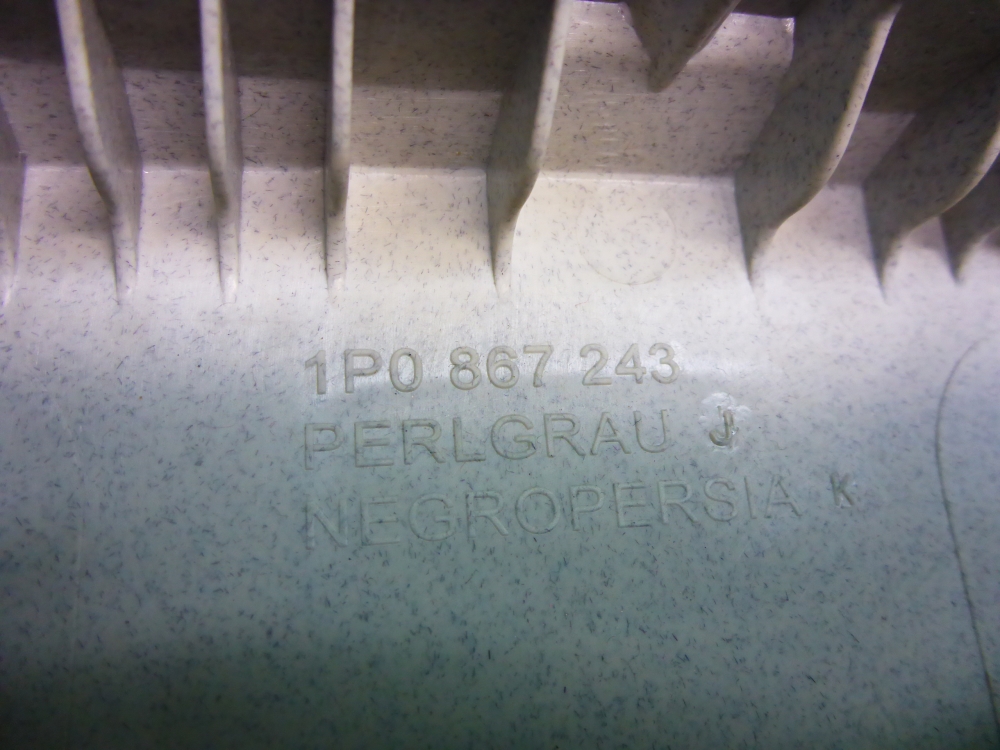 1P0 867 243
PERLGRAU J
NEGROPERSIA K